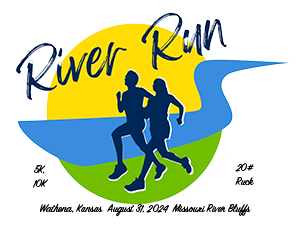 River Run
5K
10K
20#
Ruck
Wathena, Kansas August 31, 2024 Missouri River Bluffs